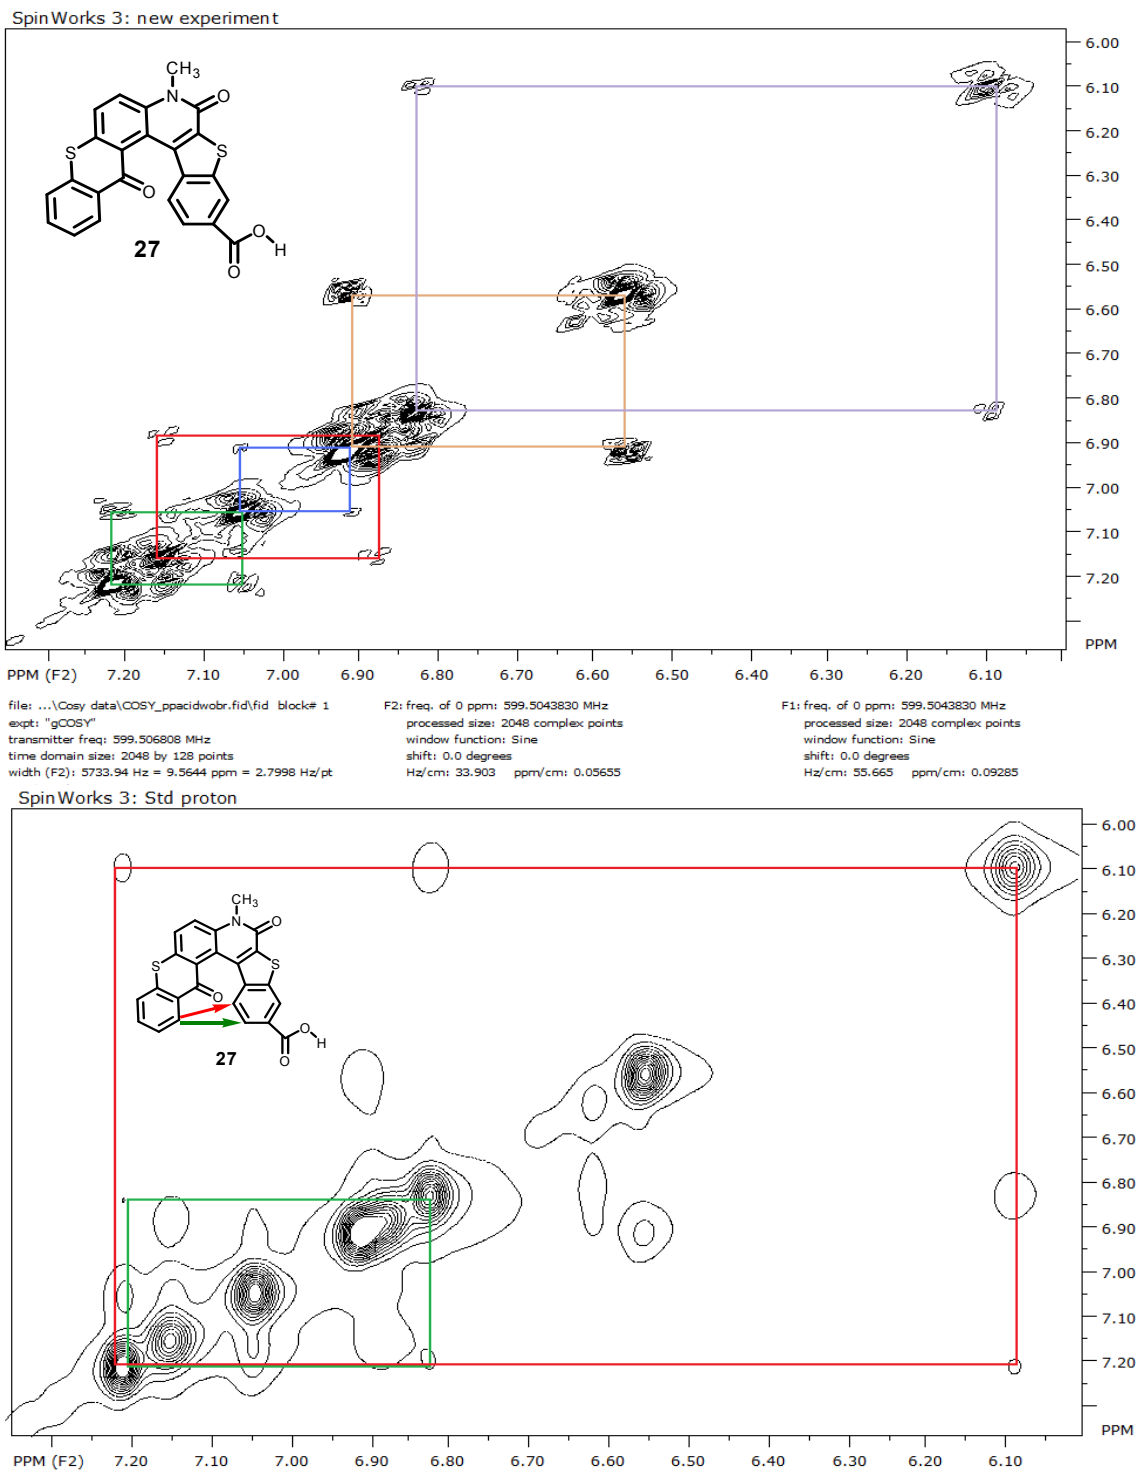 SpinWorks 3: new experiment
CH3
N
O
S
S
O
O
H
O
27
6.00
6.10
6.20
6.30
6.40
6.50
6.60
6.70
6.80
6.90
7.00
7.10
7.20
PPM
PPM (F2) 7.20 7.10 7.00 6.90 6.80 6.70 6.60 6.50 6.40 6.30 6.20 6.10
file: ...\Cosy data\COSY_ppacidwobr.fid\fid block# 1
expt: "gCOSY"
transmitter freq: 599.506808 MHz
time domain size: 2048 by 128 points
width (F2): 5733.94 Hz = 9.5644 ppm = 2.7998 Hz/pt
F2: freq. of 0 ppm: 599.5043830 MHz
processed size: 2048 complex points
window function: Sine
shift: 0.0 degrees
Hz/cm: 33.903 ppm/cm: 0.05655
F1: freq. of 0 ppm: 599.5043830 MHz
processed size: 2048 complex points
window function: Sine
shift: 0.0 degrees
Hz/cm: 55.665 ppm/cm: 0.09285
SpinWorks 3: Std proton
CH3
N
O
S
S
O
O
H
O
27
6.00
6.10
6.20
6.30
6.40
6.50
6.60
6.70
6.80
6.90
7.00
7.10
7.20
PPM
PPM (F2) 7.20 7.10 7.00 6.90 6.80 6.70 6.60 6.50 6.40 6.30 6.20 6.10